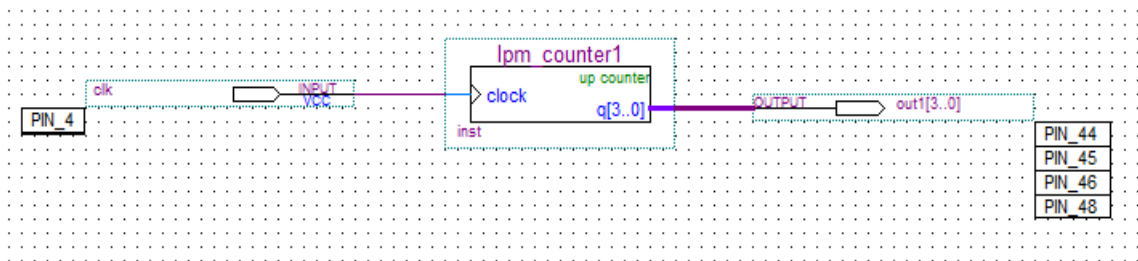 lpm_counter1
up counter
clk
INPUT
VCC
clock
q[3..0]
inst
OUTPUT
out1[3..0]
PIN_4
PIN_44
PIN_45
PIN_46
PIN_48